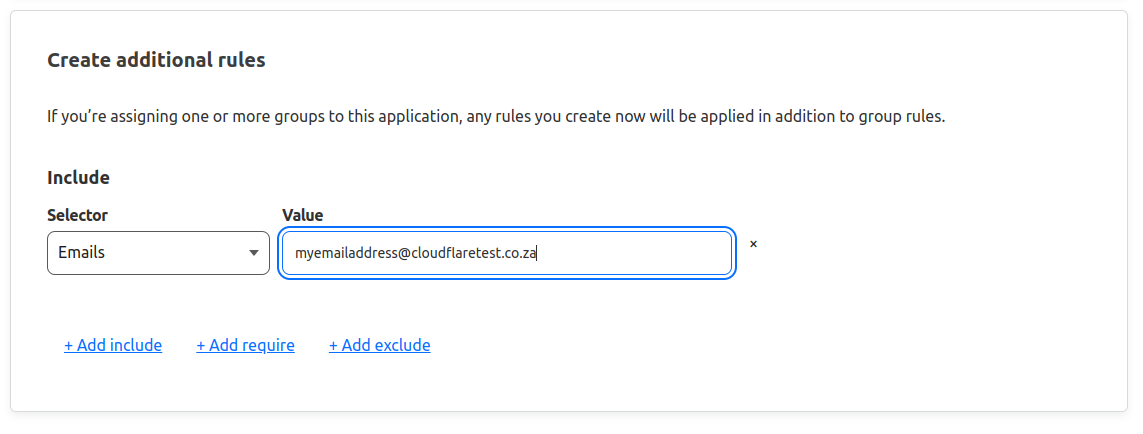 Create additional rules
If you’re assigning one or more groups to this application, any rules you create now will be applied in addition to group rules.
Include
Selector Value
Emails myemailaddress@cloudflaretest.co.za ×
+ Add include + Add require + Add exclude